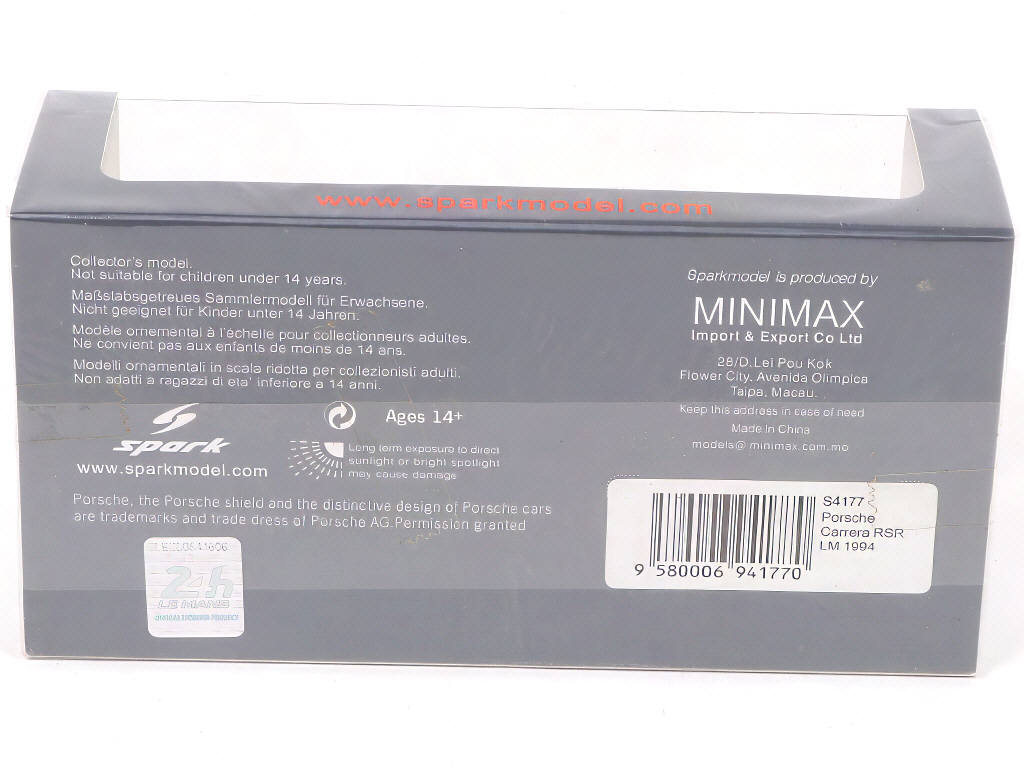 www.sparkmodel.com
Collector's model.
Not suitable for children under 14 years.
Maßstabsgetreues Sammlermodell für Erwachsene.
Nicht geeignet für Kinder unter 14 Jahren.
Modèle ornemental à l'échelle pour collectionneurs adultes.
Ne convient pas aux enfants de moins de 14 ans.
Modelli ornamentali in scala ridotta per collezionisti adulti.
Non adatti a ragazzi di eta' inferiore a 14 anni.
spark
www.sparkmodel.com
Ages 14+
Long term exposure to direct
sunlight or bright spotlight
may cause damage
Porsche, the Porsche shield and the distinctive design of Porsche cars
are trademarks and trade dress of Porsche AG.Permission granted
24h
LE MANS
Sparkmodel is produced by
MINIMAX
Import & Export Co Ltd
28/D.Lei Pou Kok
Flower City. Avenida Olimpica
Taipa. Macau.
Keep this address in case of need
Made In China
models@minimax.com.mo
S4177
Porsche
Carrera RSR
LM 1994
9 580006 941770